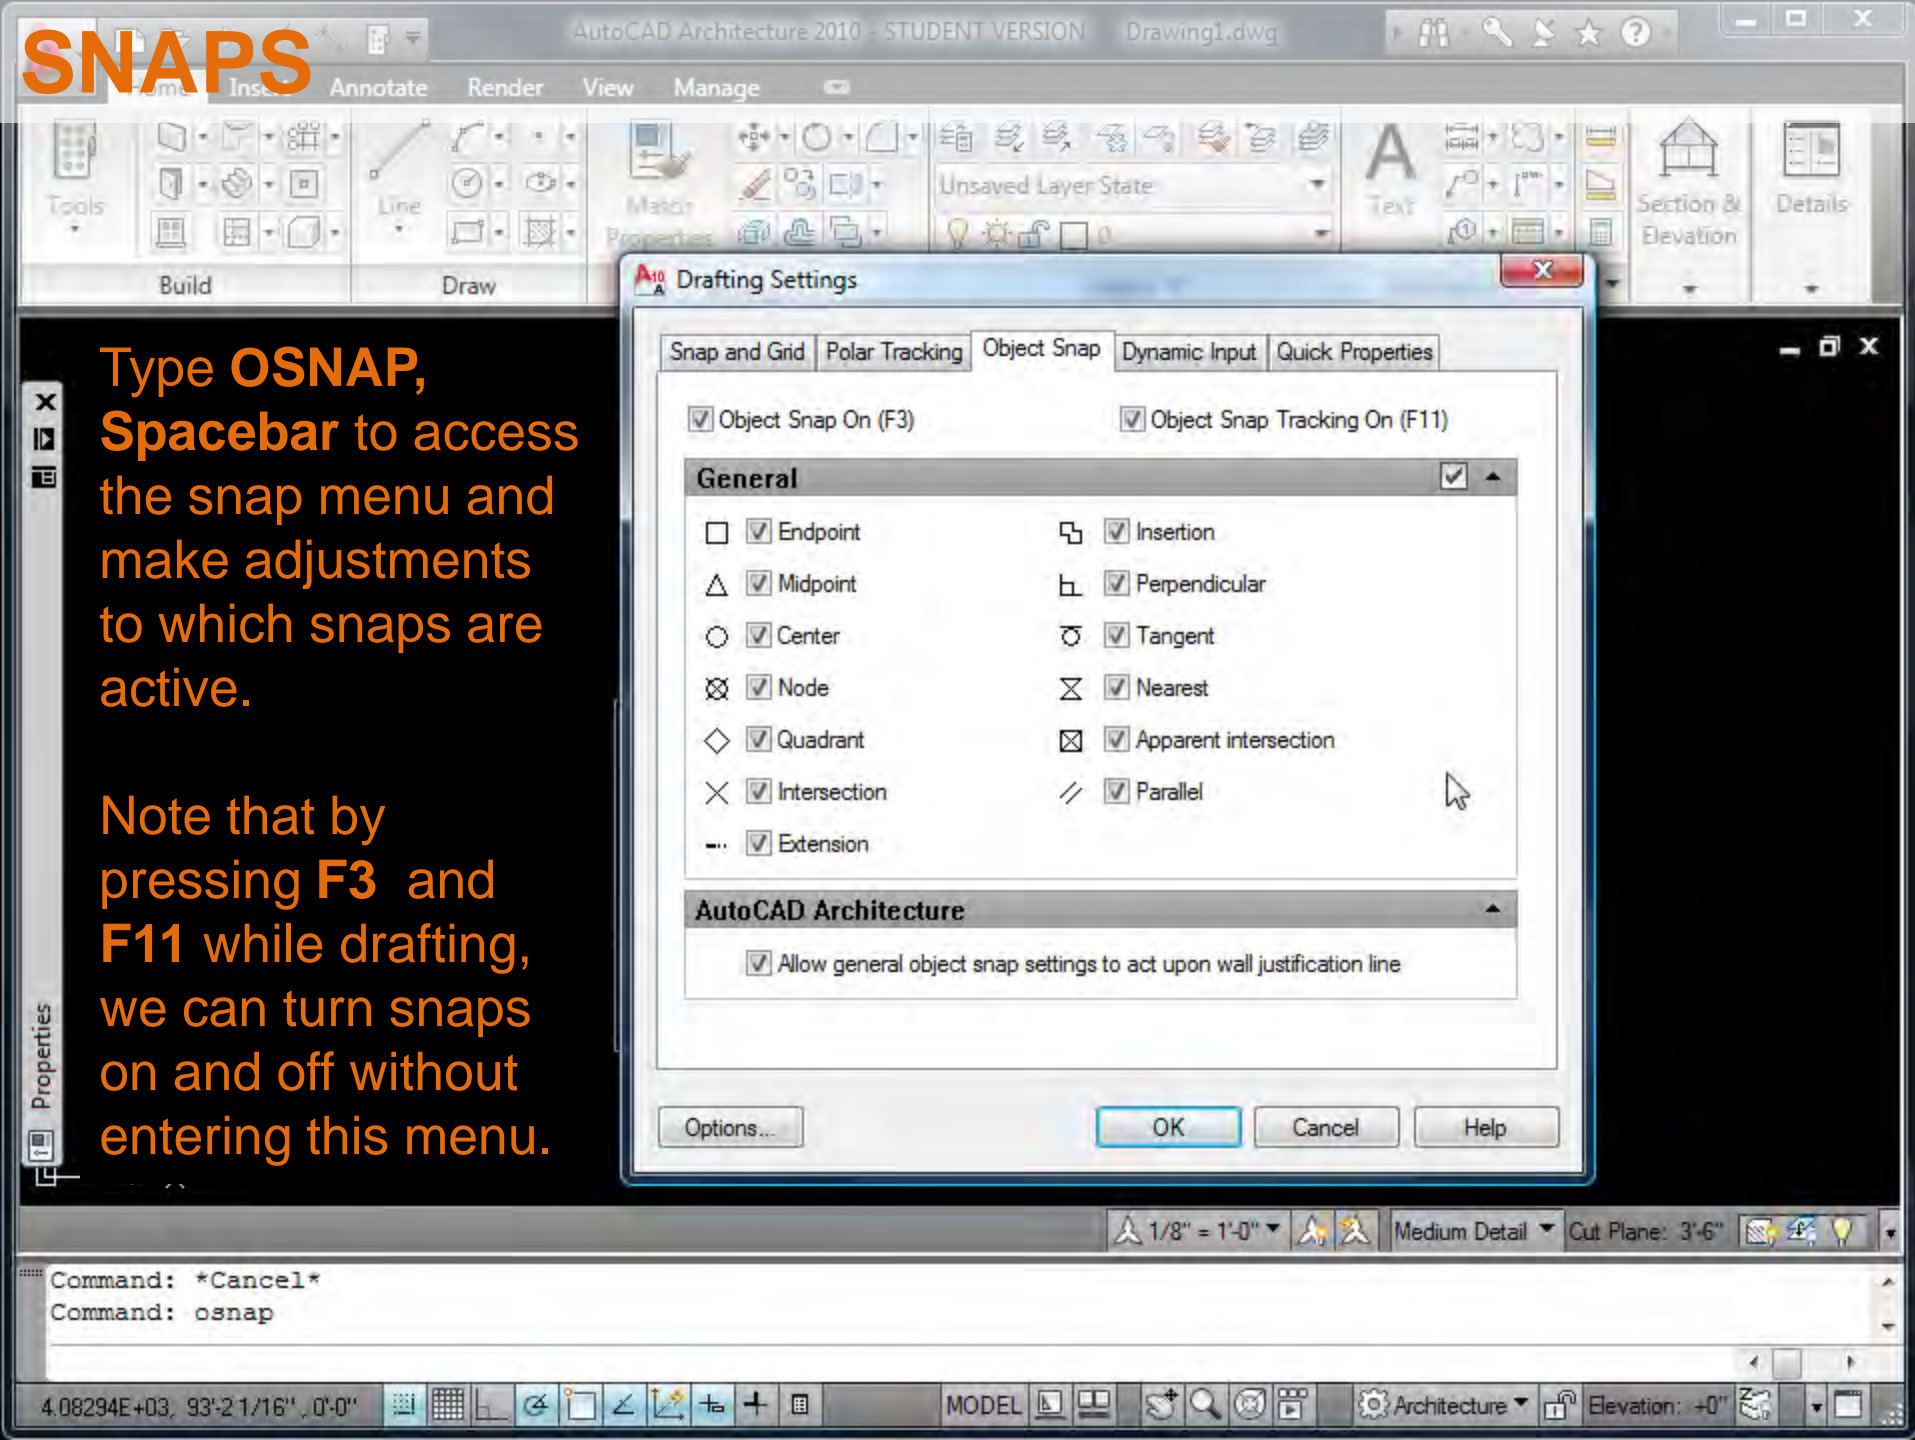 SNAPS
AutoCAD Architecture 2010 - STUDENT VERSION Drawing1.dwg
Home Insert Annotate Render View Manage
Tools
Line
Match
Properties
Unsaved Layer State
0
Text
Section &
Elevation
Details
Build
Draw
Drafting Settings
Snap and Grid Polar Tracking Object Snap Dynamic Input Quick Properties
Object Snap On (F3) Object Snap Tracking On (F11)
General
Endpoint Insertion
Midpoint Perpendicular
Center Tangent
Node Nearest
Quadrant Apparent intersection
Intersection Parallel
Extension
AutoCAD Architecture
Allow general object snap settings to act upon wall justification line
Options... OK Cancel Help
Type OSNAP,
Spacebar to access
the snap menu and
make adjustments
to which snaps are
active.
Note that by
pressing F3 and
F11 while drafting,
we can turn snaps
on and off without
entering this menu.
Properties
1/8" = 1'-0" Medium Detail Cut Plane: 3'-6"
Command: *Cancel*
Command: osnap
4.08294E+03, 93'-2 1/16", 0'-0" MODEL Architecture Elevation: +0"